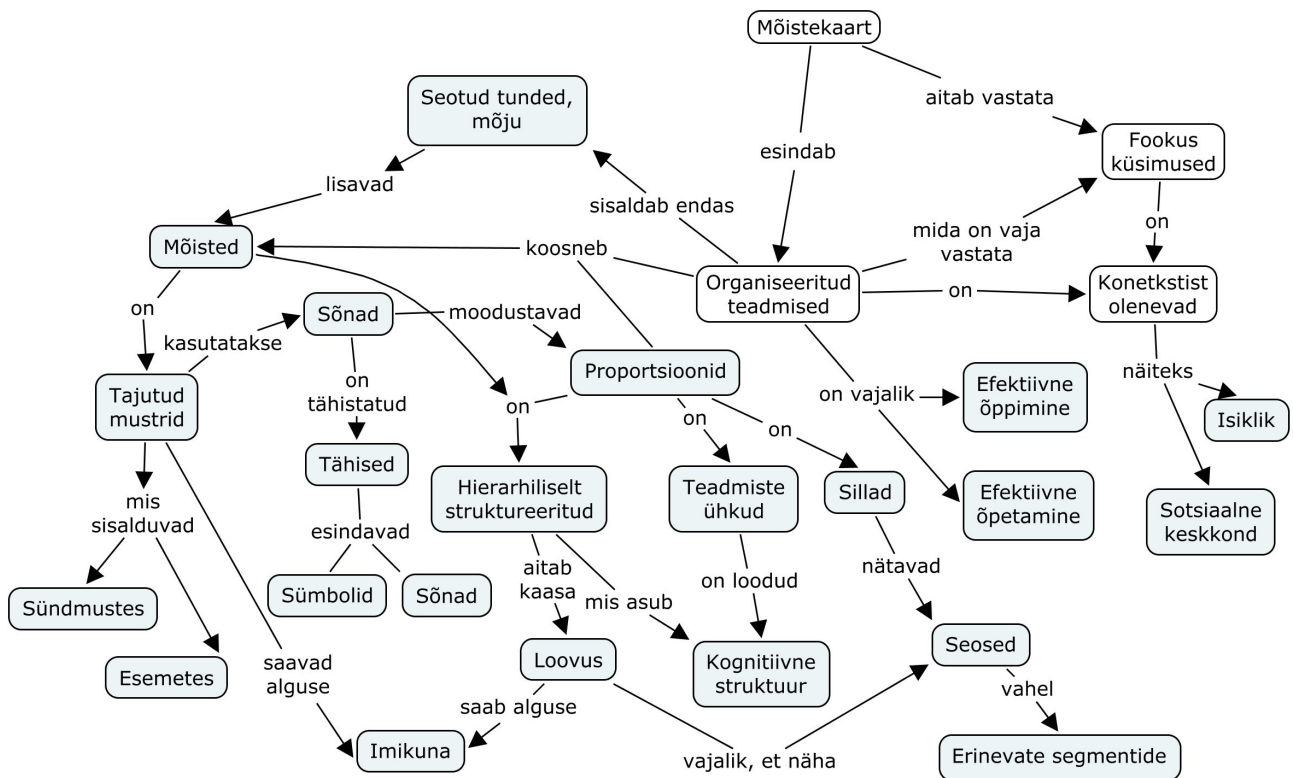 Mõistekaart
Seotud tunded,
mõju
aitab vastata
Fookus
küsimused
esindab
lisavad
sisaldab endas
mida on vaja
vastata
on
Mõisted
koosneb
Organiseeritud
teadmised
on
Konetkstist
olenevad
on
Sõnad
moodustavad
kasutatakse
Proportsioonid
näiteks
Tajutud
mustrid
on
tähistatud
on
on
on
on vajalik
Efektiivne
õppimine
Isiklik
Tähised
Hierarhiliselt
struktureeritud
Teadmiste
ühkud
Sillad
Efektiivne
õpetamine
Sotsiaalne
keskkond
mis
sisalduvad
esindavad
aitab
kaasa
mis asub
on loodud
nätavad
Sündmustes
Sümbolid
Sõnad
Esemetes
saavad
alguse
Loovus
Kognitiivne
struktuur
Seosed
vahel
saab alguse
Imikuna
vajalik, et näha
Erinevate segmentide